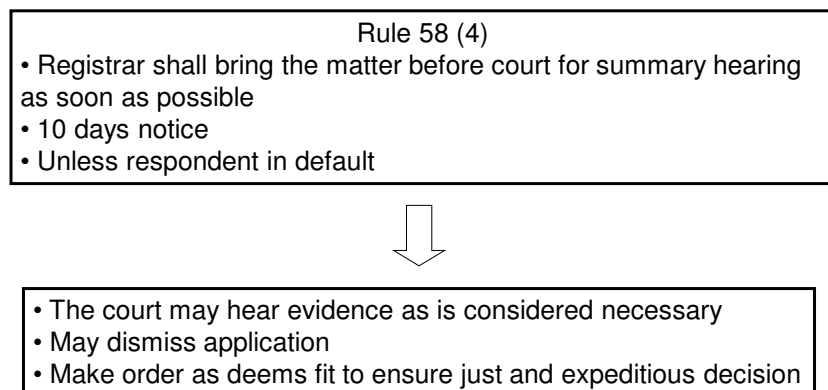 Rule 58 (4)
• Registrar shall bring the matter before court for summary hearing
as soon as possible
• 10 days notice
• Unless respondent in default
• The court may hear evidence as is considered necessary
• May dismiss application
• Make order as deems fit to ensure just and expeditious decision